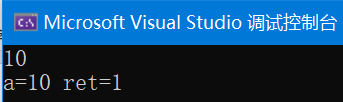 Microsoft Visual Studio 调试控制台
10
a=10 ret=1